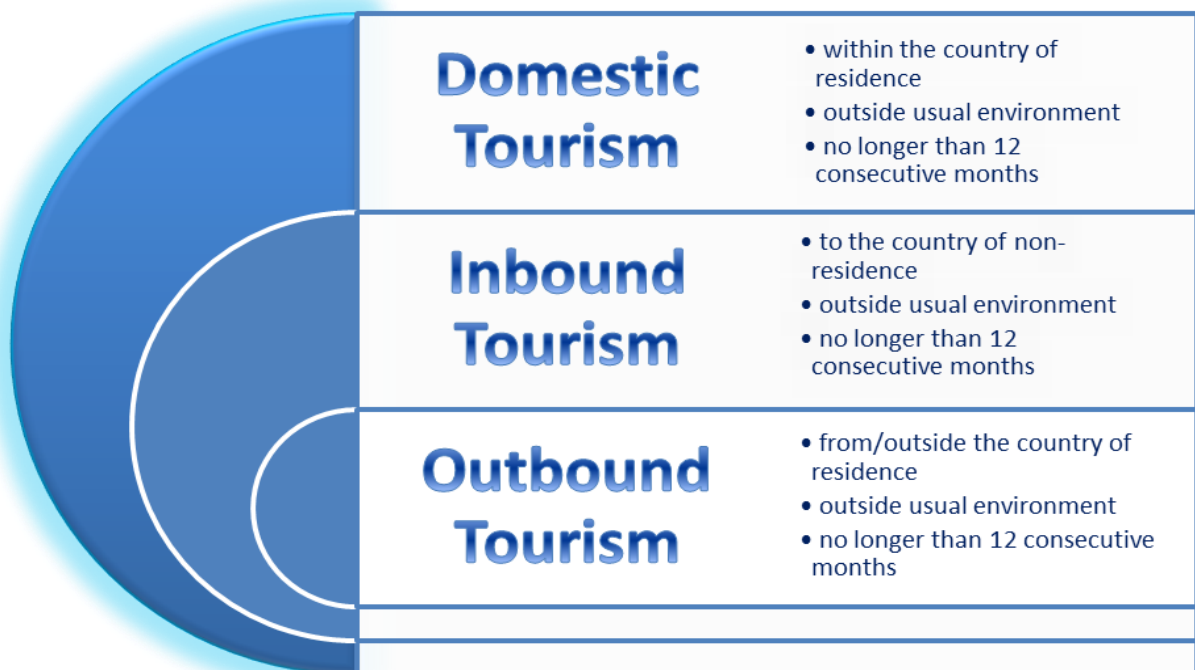 Domestic
Tourism
• within the country of
residence
• outside usual environment
• no longer than 12
consecutive months
Inbound
Tourism
• to the country of non-
residence
• outside usual environment
• no longer than 12
consecutive months
Outbound
Tourism
• from/outside the country of
residence
• outside usual environment
• no longer than 12 consecutive
months